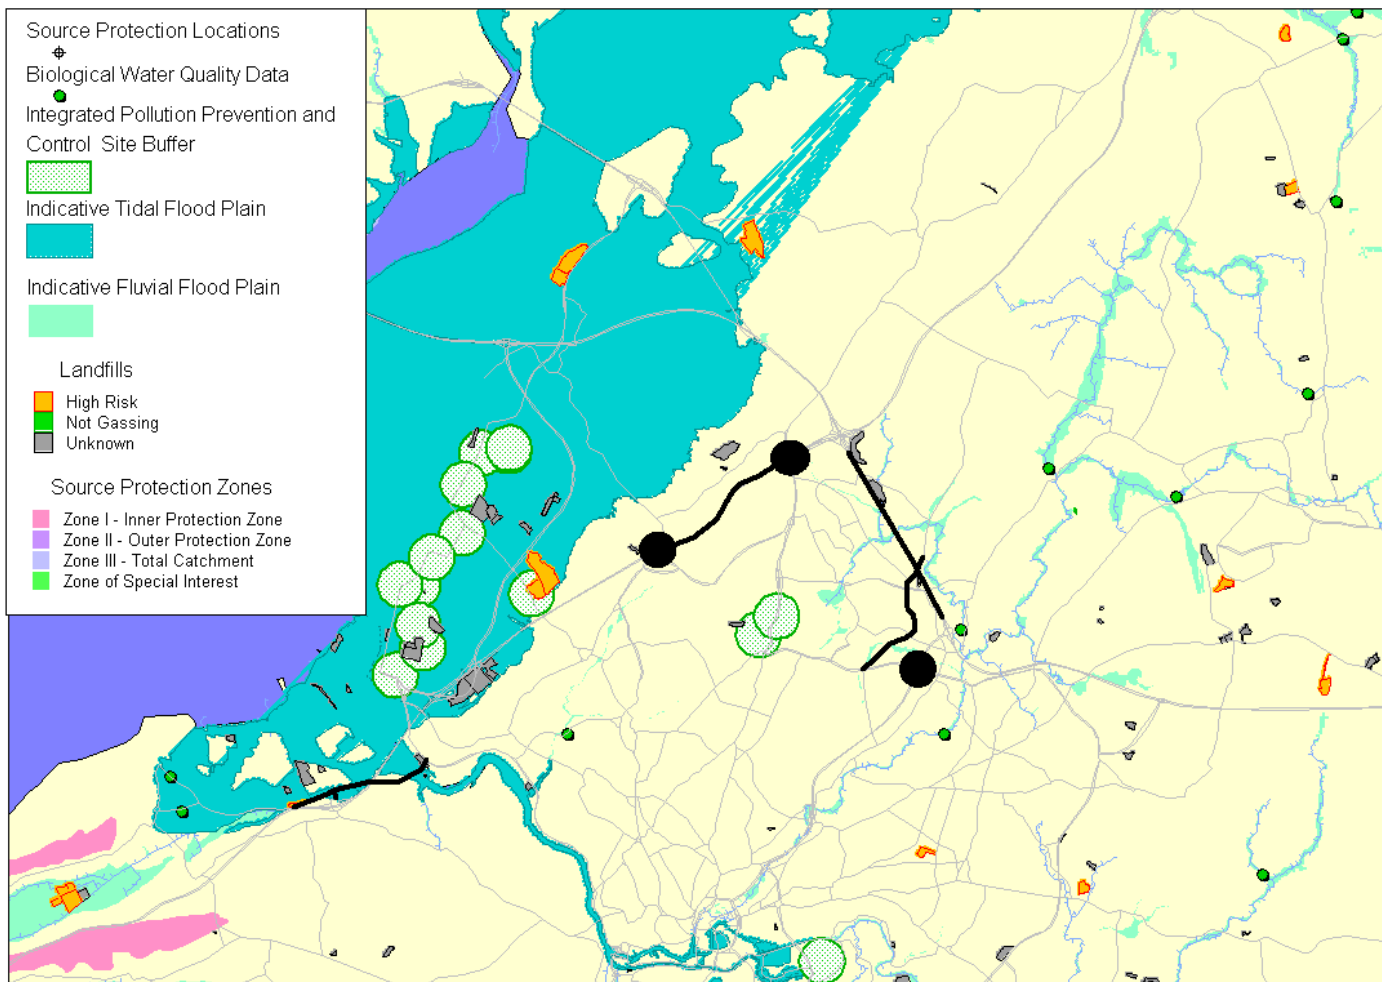 Source Protection Locations
Biological Water Quality Data
Integrated Pollution Prevention and
Control Site Buffer
Indicative Tidal Flood Plain
Indicative Fluvial Flood Plain
Landfills
High Risk
Not Gassing
Unknown
Source Protection Zones
Zone I - Inner Protection Zone
Zone II - Outer Protection Zone
Zone III - Total Catchment
Zone of Special Interest